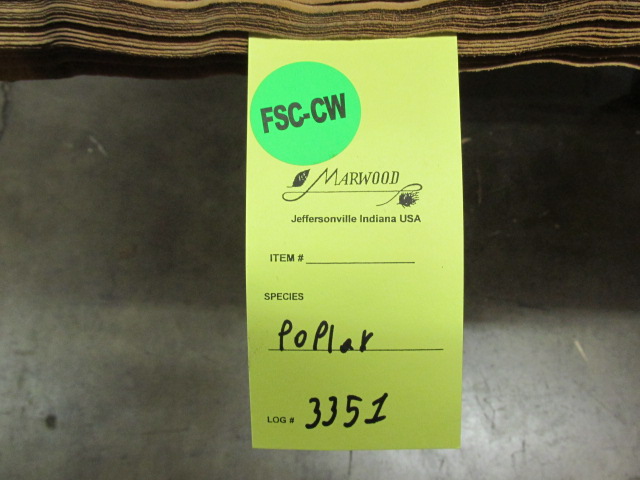 FSC-CW
MARWOOD
Jeffersonville Indiana USA
ITEM #
SPECIES
PoPlar
LOG # 3351